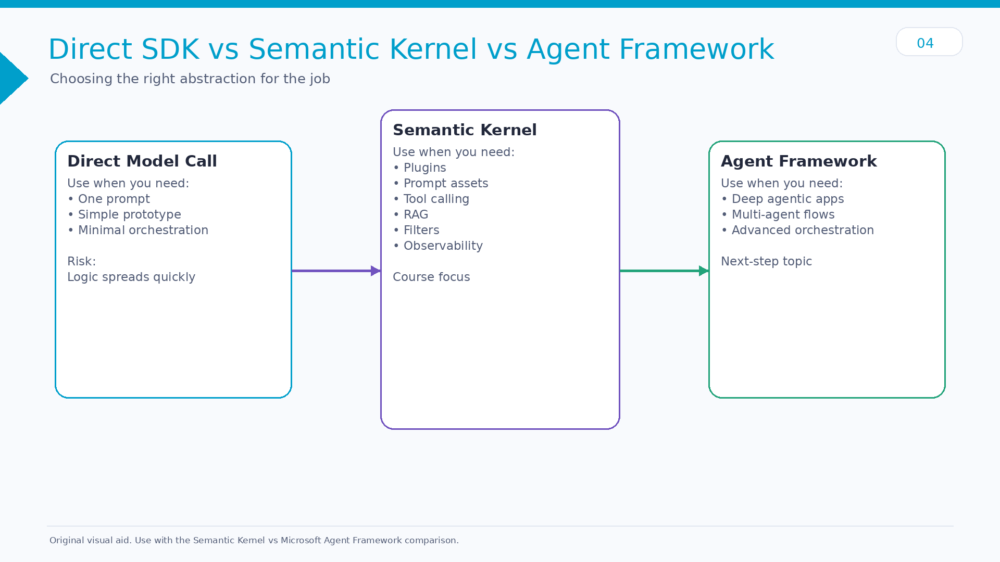 Direct SDK vs Semantic Kernel vs Agent Framework
04
Choosing the right abstraction for the job
Direct Model Call
Use when you need:
• One prompt
• Simple prototype
• Minimal orchestration
Risk:
Logic spreads quickly
Semantic Kernel
Use when you need:
• Plugins
• Prompt assets
• Tool calling
• RAG
• Filters
• Observability
Course focus
Agent Framework
Use when you need:
• Deep agentic apps
• Multi-agent flows
• Advanced orchestration
Next-step topic
Original visual aid. Use with the Semantic Kernel vs Microsoft Agent Framework comparison.